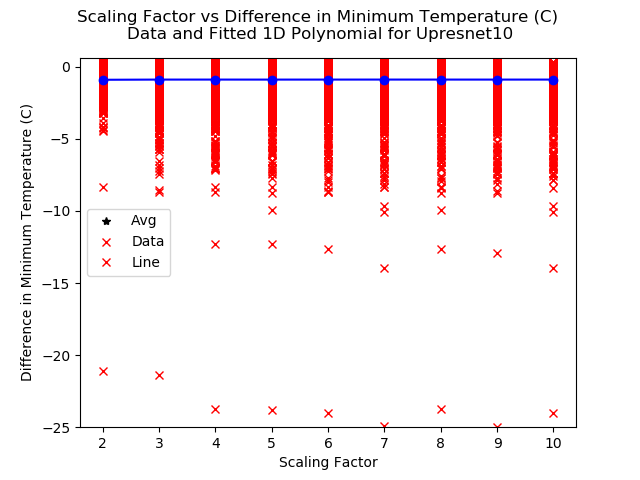 Scaling Factor vs Difference in Minimum Temperature (C)
Data and Fitted 1D Polynomial for Upresnet10
Difference in Minimum Temperature (C)
0
−5
−10
−15
−20
−25
Avg
Data
Line
2 3 4 5 6 7 8 9 10
Scaling Factor